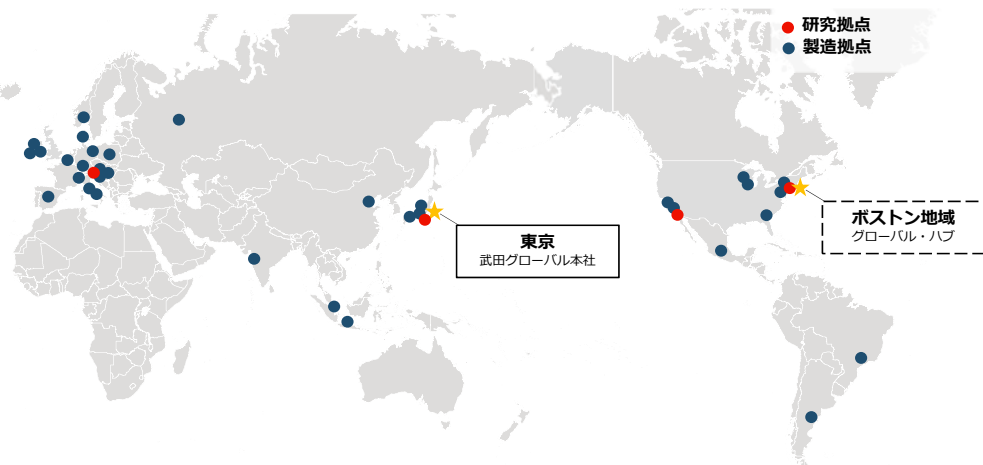 研究拠点
製造拠点
東京
武田グローバル本社
ボストン地域
グローバル・ハブ